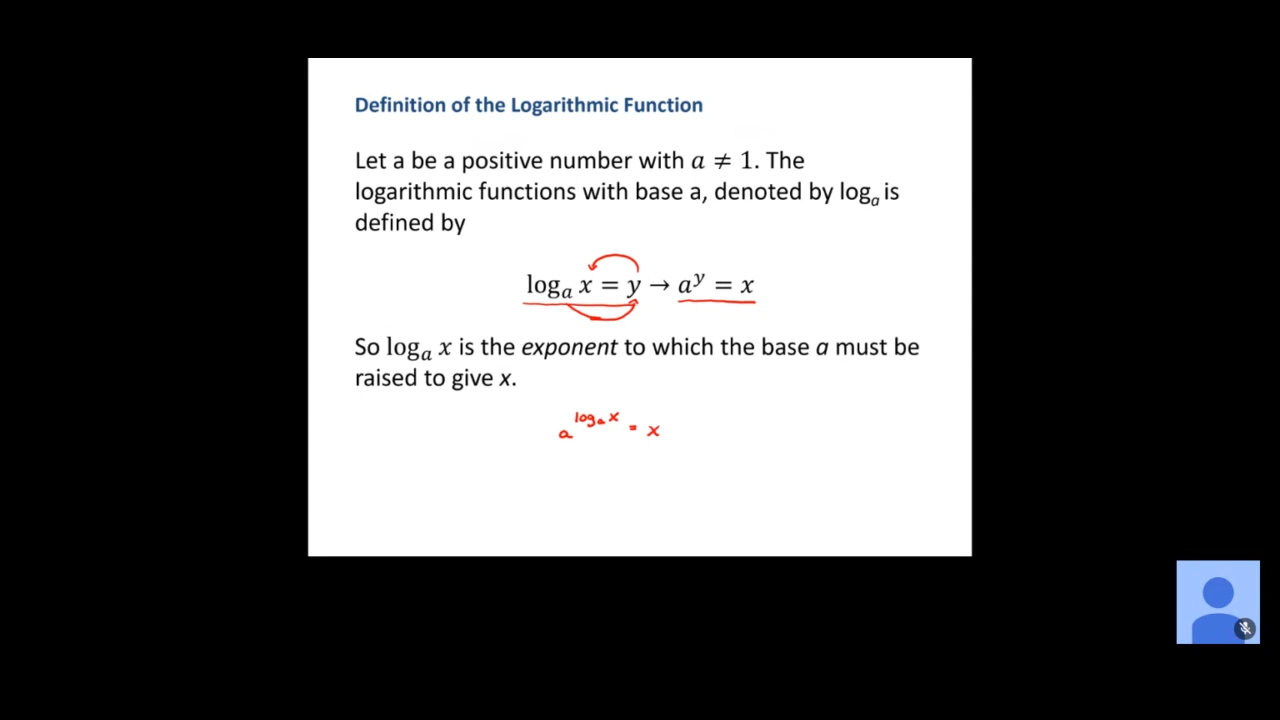 Definition of the Logarithmic Function
Let a be a positive number with a ≠ 1. The
logarithmic functions with base a, denoted by logₐ is
defined by
logₐ x = y → a^y = x
So logₐ x is the exponent to which the base a must be
raised to give x.
a^(logₐ x) = x